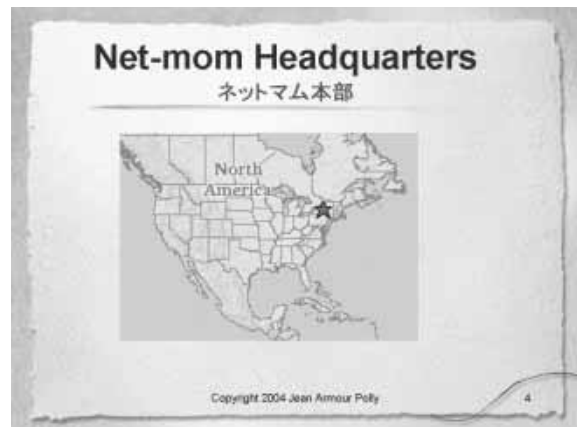 Net-mom Headquarters
ネットマム本部
North
America
Copyright 2004 Jean Armour Polly
4